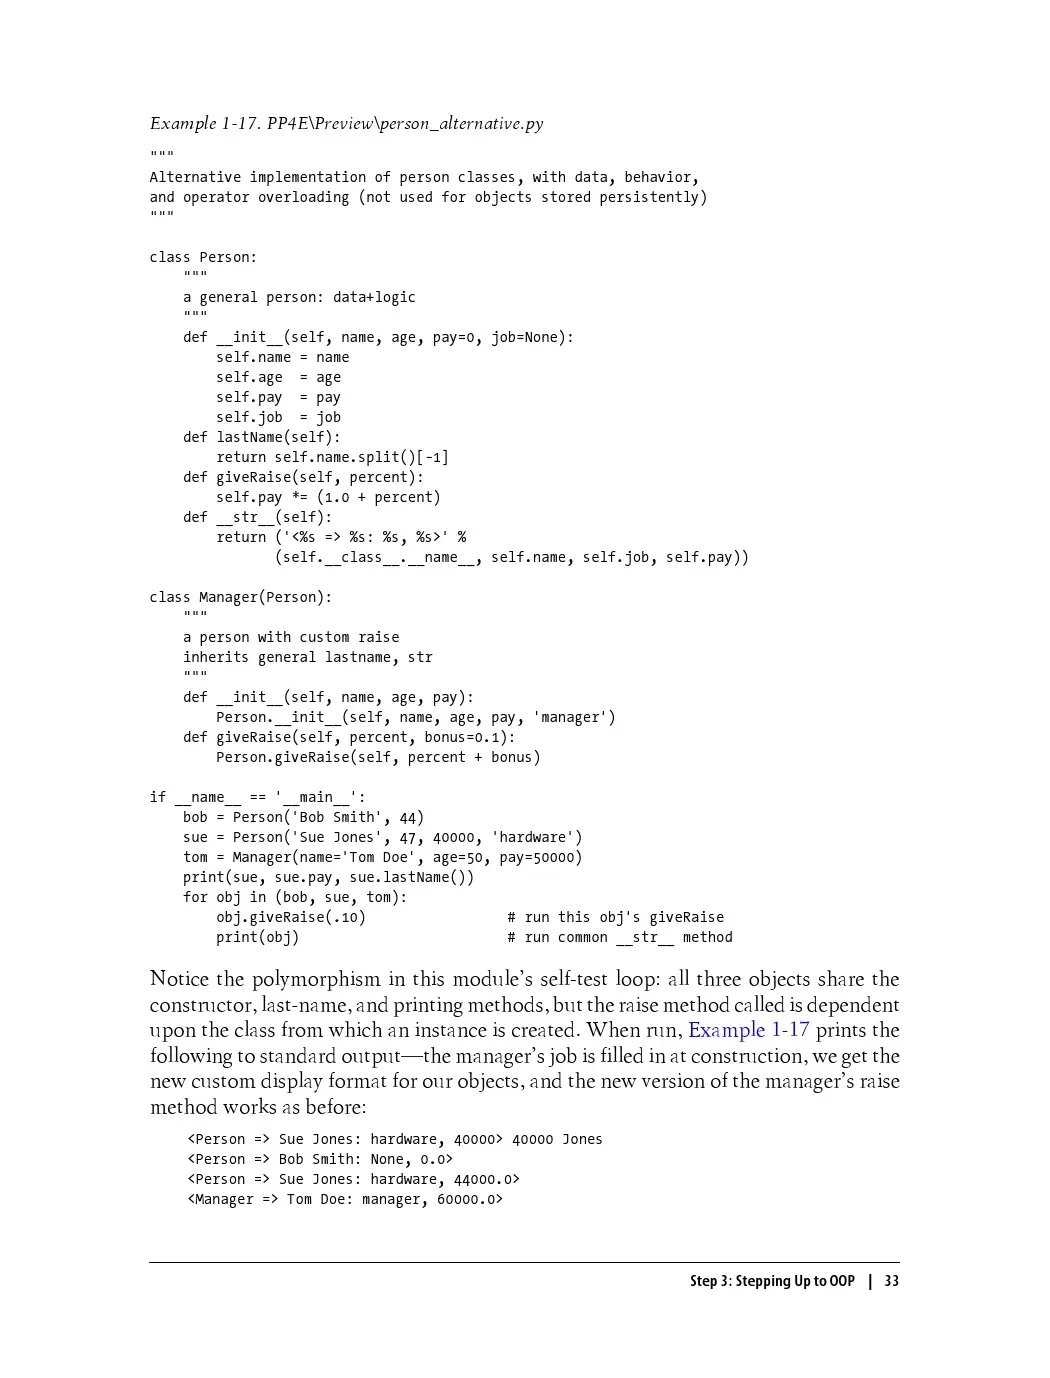 Example 1-17. PP4E\Preview\person_alternative.py
"""
Alternative implementation of person classes, with data, behavior,
and operator overloading (not used for objects stored persistently)
"""
class Person:
    """
    a general person: data+logic
    """
    def __init__(self, name, age, pay=0, job=None):
        self.name = name
        self.age  = age
        self.pay  = pay
        self.job  = job
    def lastName(self):
        return self.name.split()[-1]
    def giveRaise(self, percent):
        self.pay *= (1.0 + percent)
    def __str__(self):
        return ('<%s => %s: %s, %s>' %
               (self.__class__.__name__, self.name, self.job, self.pay))
class Manager(Person):
    """
    a person with custom raise
    inherits general lastname, str
    """
    def __init__(self, name, age, pay):
        Person.__init__(self, name, age, pay, 'manager')
    def giveRaise(self, percent, bonus=0.1):
        Person.giveRaise(self, percent + bonus)
if __name__ == '__main__':
    bob = Person('Bob Smith', 44)
    sue = Person('Sue Jones', 47, 40000, 'hardware')
    tom = Manager(name='Tom Doe', age=50, pay=50000)
    print(sue, sue.pay, sue.lastName())
    for obj in (bob, sue, tom):
        obj.giveRaise(.10)                 # run this obj's giveRaise
        print(obj)                         # run common __str__ method
Notice the polymorphism in this module’s self-test loop: all three objects share the
constructor, last-name, and printing methods, but the raise method called is dependent
upon the class from which an instance is created. When run, Example 1-17 prints the
following to standard output—the manager’s job is filled in at construction, we get the
new custom display format for our objects, and the new version of the manager’s raise
method works as before:
<Person => Sue Jones: hardware, 40000> 40000 Jones
<Person => Bob Smith: None, 0.0>
<Person => Sue Jones: hardware, 44000.0>
<Manager => Tom Doe: manager, 60000.0>
Step 3: Stepping Up to OOP | 33